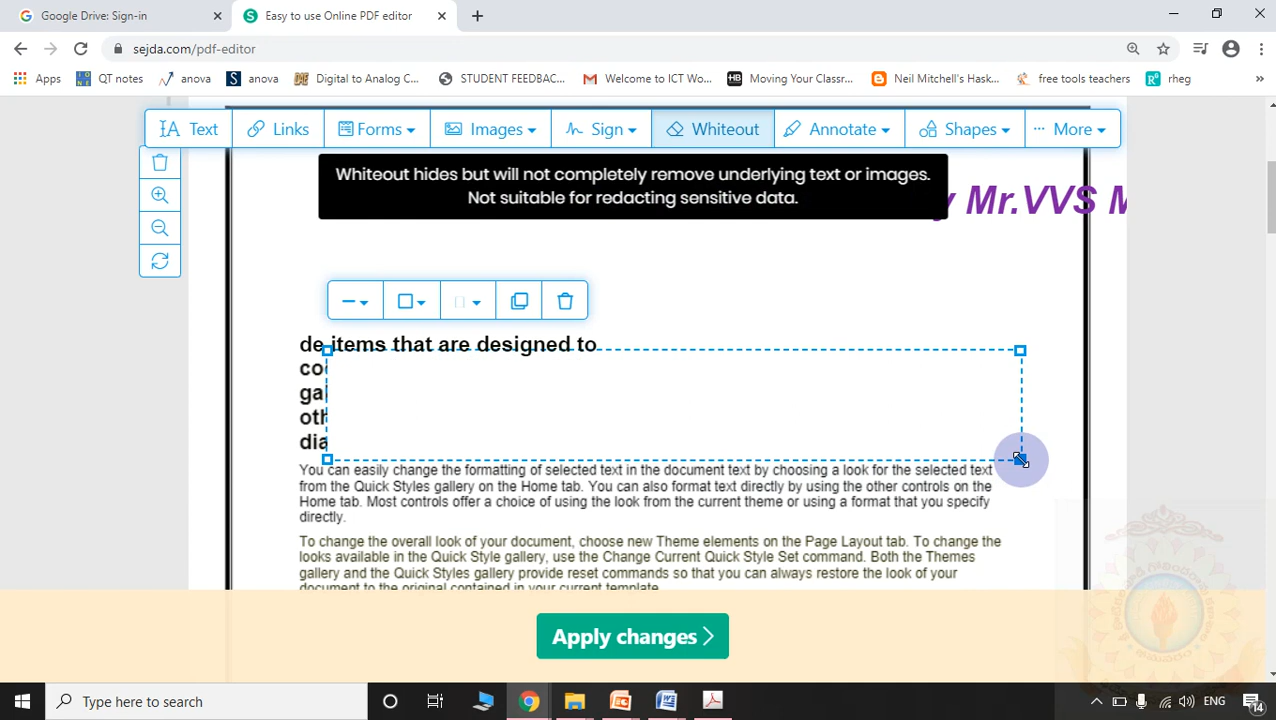 Google Drive: Sign-in
Easy to use Online PDF editor
sejda.com/pdf-editor
Apps
QT notes
anova
anova
Digital to Analog C...
STUDENT FEEDBAC...
Welcome to ICT Wo...
Moving Your Classr...
Neil Mitchell's Hask...
free tools teachers
rheg
Text
Links
Forms
Images
Sign
Whiteout
Annotate
Shapes
More
Whiteout hides but will not completely remove underlying text or images.
Not suitable for redacting sensitive data.
y Mr.VVS M
de items that are designed to
You can easily change the formatting of selected text in the document text by choosing a look for the selected text
from the Quick Styles gallery on the Home tab. You can also format text directly by using the other controls on the
Home tab. Most controls offer a choice of using the look from the current theme or using a format that you specify
directly.
To change the overall look of your document, choose new Theme elements on the Page Layout tab. To change the
looks available in the Quick Style gallery, use the Change Current Quick Style Set command. Both the Themes
gallery and the Quick Styles gallery provide reset commands so that you can always restore the look of your
document to the original contained in your current template.
Apply changes
Type here to search
ENG
14